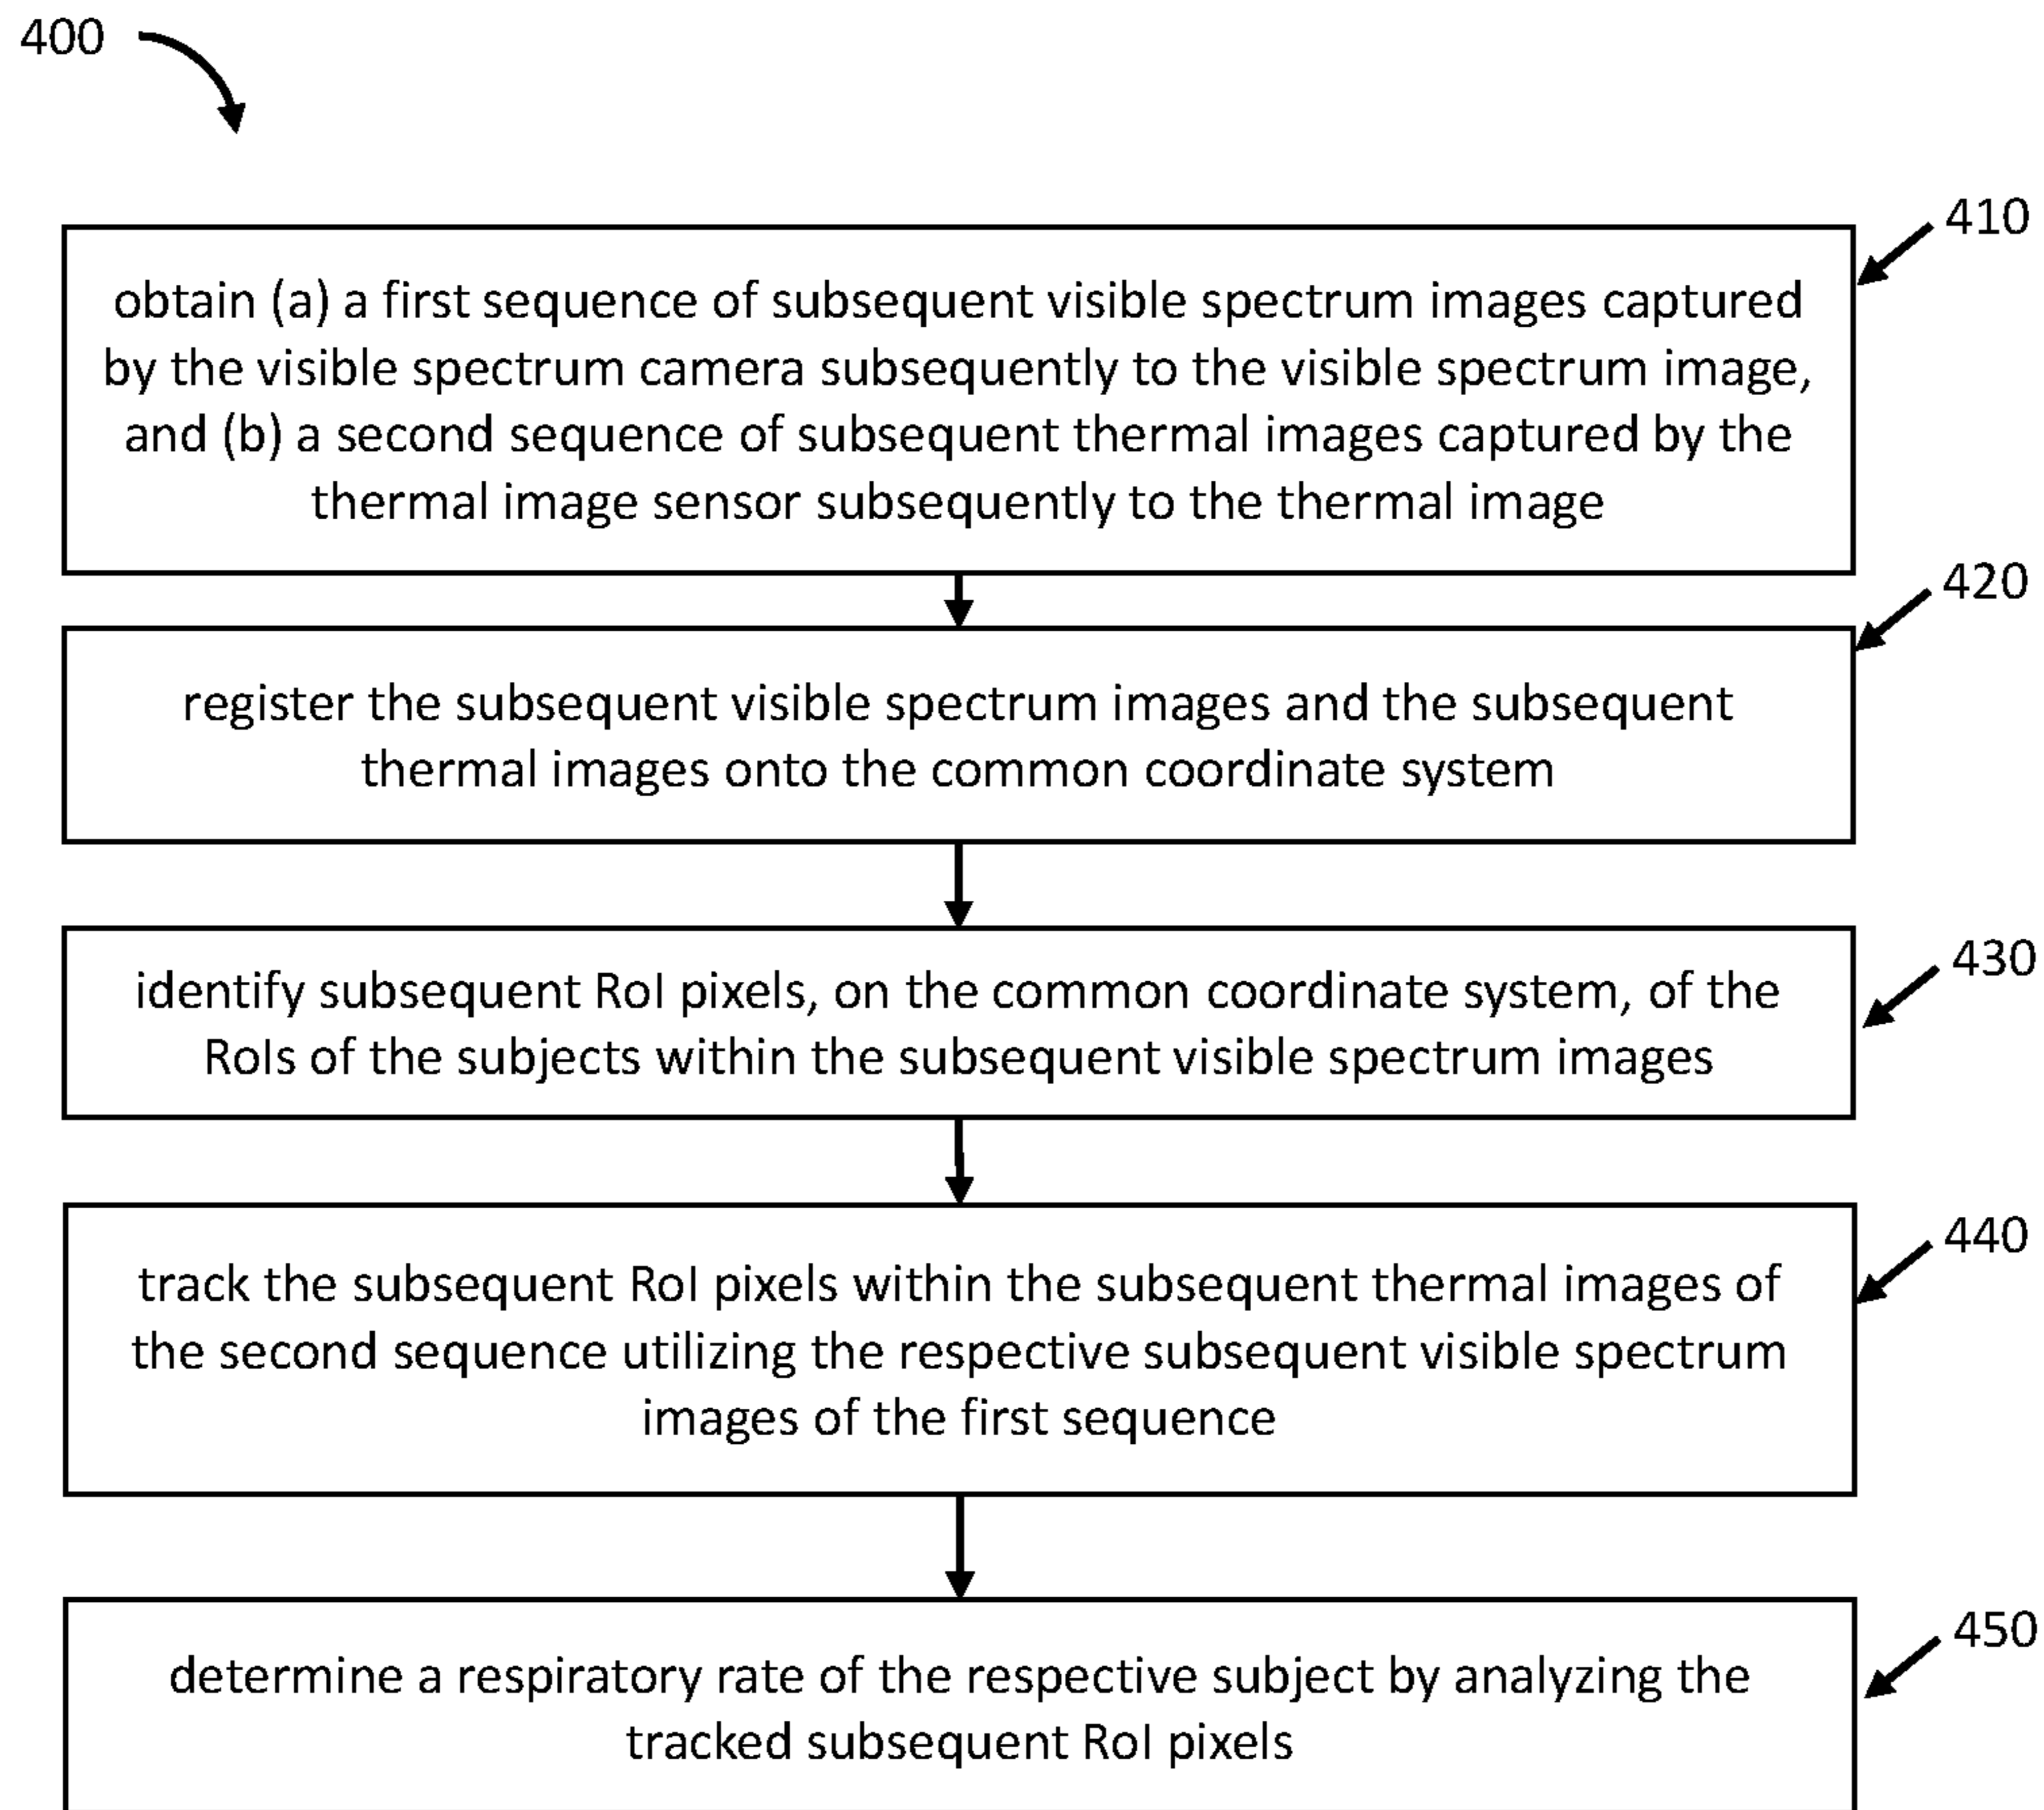 400
410
obtain (a) a first sequence of subsequent visible spectrum images captured
by the visible spectrum camera subsequently to the visible spectrum image,
and (b) a second sequence of subsequent thermal images captured by the
thermal image sensor subsequently to the thermal image
420
register the subsequent visible spectrum images and the subsequent
thermal images onto the common coordinate system
430
identify subsequent RoI pixels, on the common coordinate system, of the
RoIs of the subjects within the subsequent visible spectrum images
440
track the subsequent RoI pixels within the subsequent thermal images of
the second sequence utilizing the respective subsequent visible spectrum
images of the first sequence
450
determine a respiratory rate of the respective subject by analyzing the
tracked subsequent RoI pixels